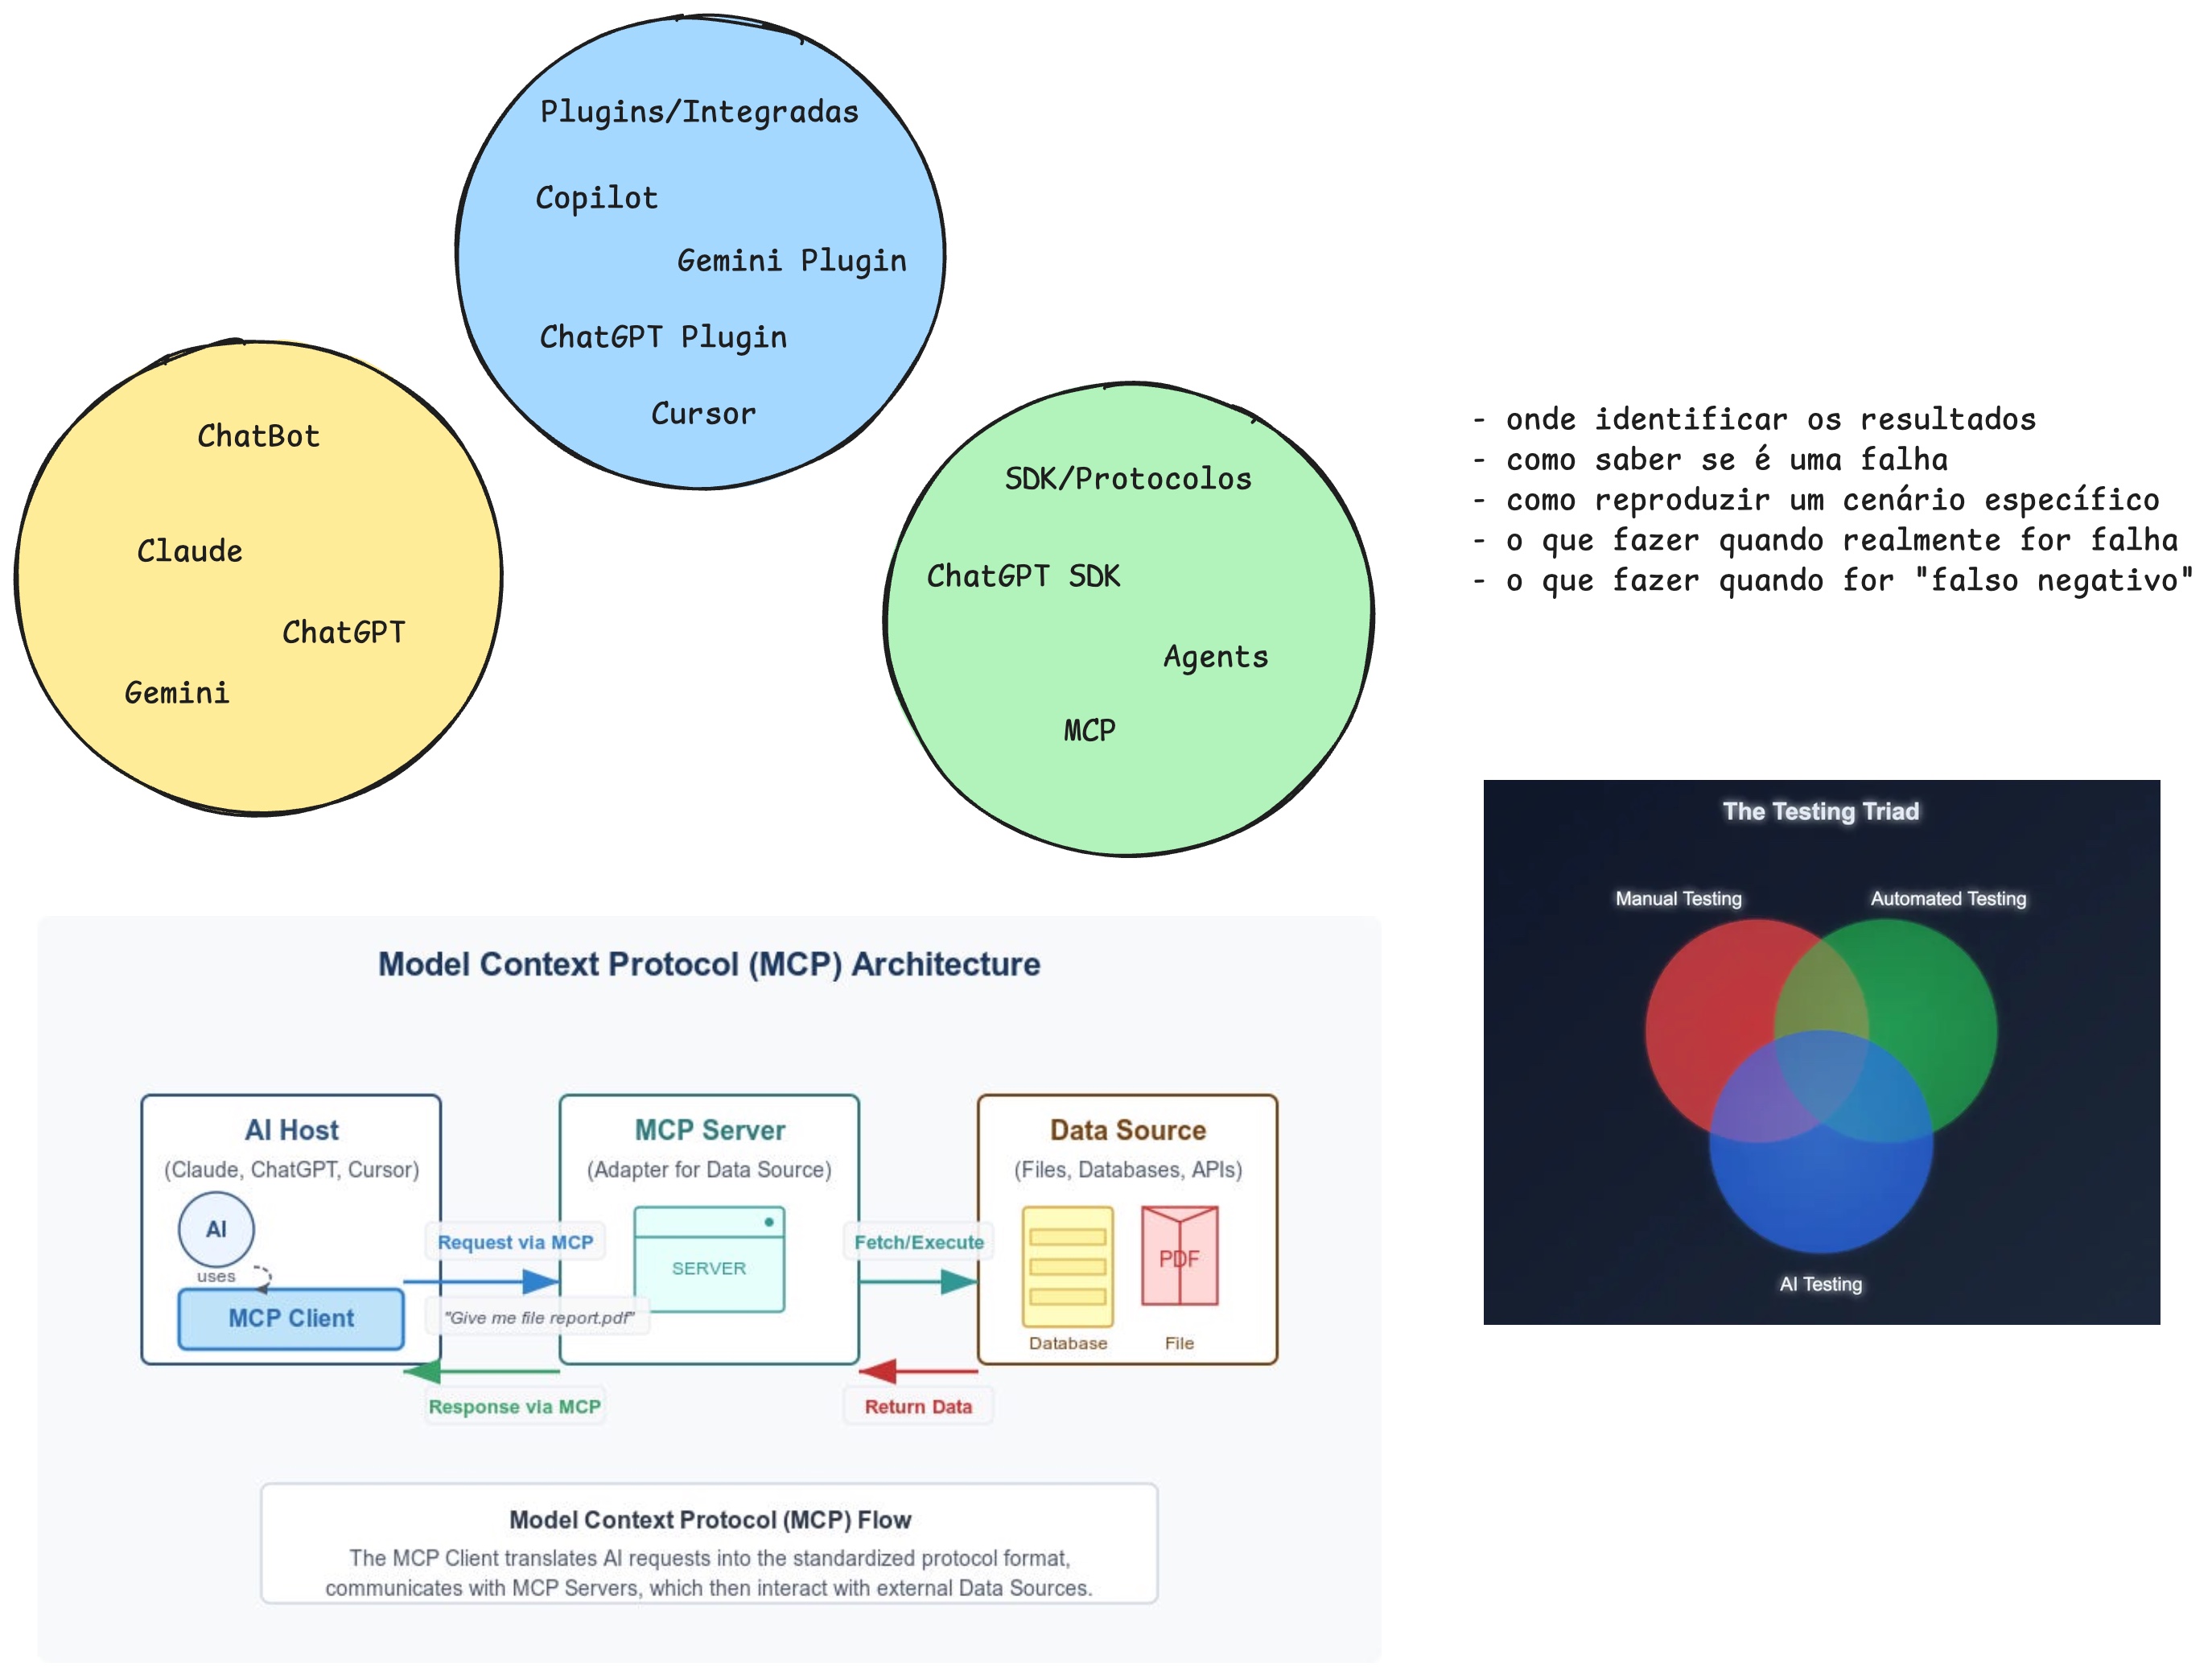 Plugins/Integradas
Copilot
Gemini Plugin
ChatGPT Plugin
Cursor
ChatBot
Claude
ChatGPT
Gemini
SDK/Protocolos
ChatGPT SDK
Agents
MCP
- onde identificar os resultados
- como saber se é uma falha
- como reproduzir um cenário específico
- o que fazer quando realmente for falha
- o que fazer quando for "falso negativo"
The Testing Triad
Manual Testing
Automated Testing
AI Testing
Model Context Protocol (MCP) Architecture
AI Host
(Claude, ChatGPT, Cursor)
AI
uses
MCP Client
Request via MCP
"Give me file report.pdf"
Response via MCP
MCP Server
(Adapter for Data Source)
SERVER
Fetch/Execute
Return Data
Data Source
(Files, Databases, APIs)
PDF
Database
File
Model Context Protocol (MCP) Flow
The MCP Client translates AI requests into the standardized protocol format,
communicates with MCP Servers, which then interact with external Data Sources.